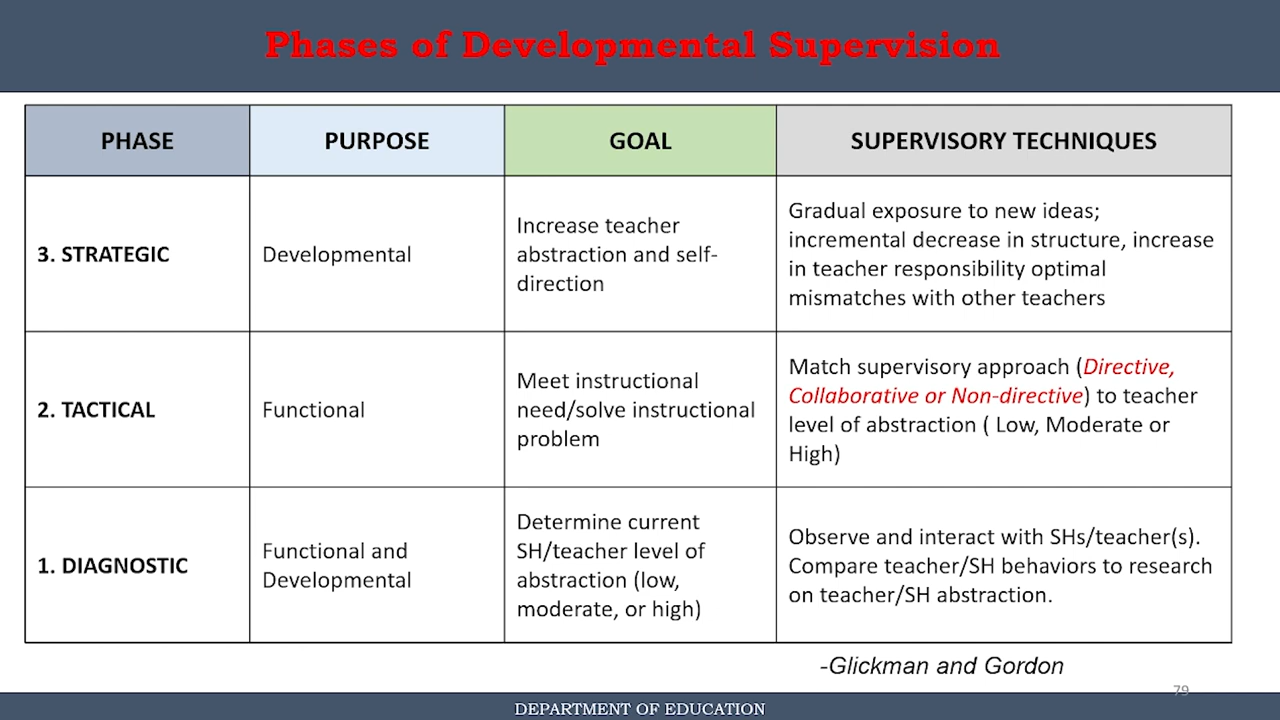 Phases of Developmental Supervision
PHASE
PURPOSE
GOAL
SUPERVISORY TECHNIQUES
3. STRATEGIC
Developmental
Increase teacher
abstraction and self-
direction
Gradual exposure to new ideas;
incremental decrease in structure, increase
in teacher responsibility optimal
mismatches with other teachers
2. TACTICAL
Functional
Meet instructional
need/solve instructional
problem
Match supervisory approach (Directive,
Collaborative or Non-directive) to teacher
level of abstraction ( Low, Moderate or
High)
1. DIAGNOSTIC
Functional and
Developmental
Determine current
SH/teacher level of
abstraction (low,
moderate, or high)
Observe and interact with SHs/teacher(s).
Compare teacher/SH behaviors to research
on teacher/SH abstraction.
-Glickman and Gordon
79
DEPARTMENT OF EDUCATION